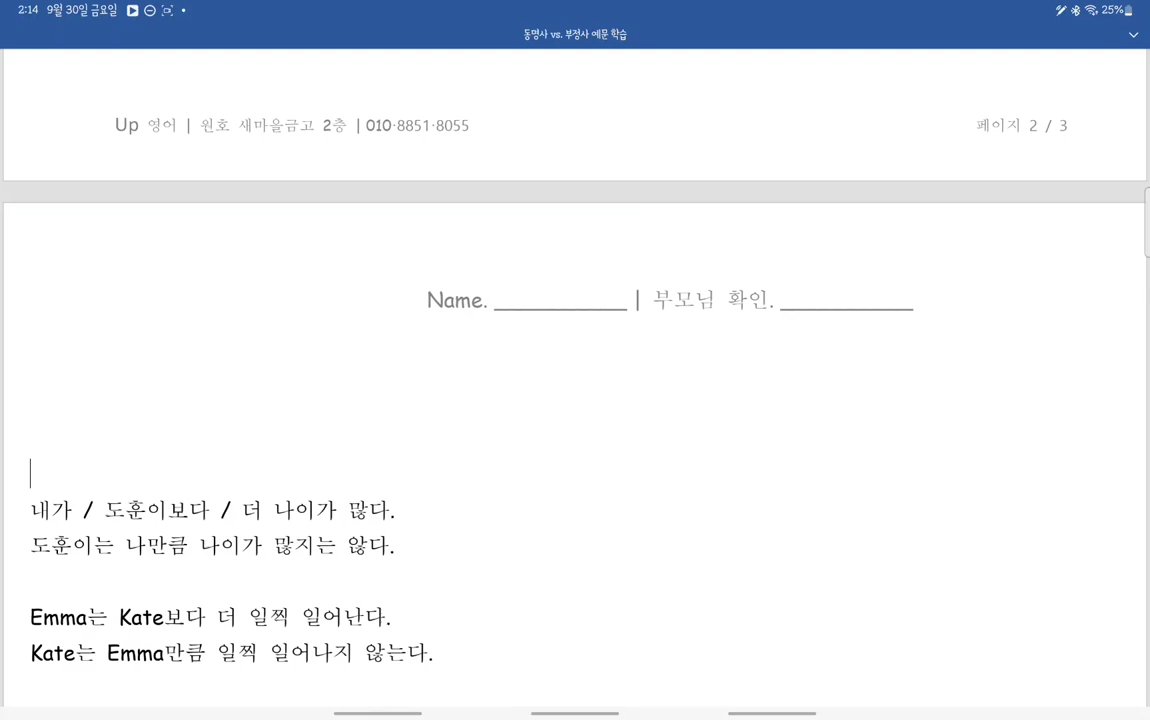 2:14 9월 30일 금요일 25%
동명사 vs. 부정사 예문 학습
Up 영어 | 원호 새마을금고 2층 | 010·8851·8055 페이지 2 / 3
Name. ____________ | 부모님 확인. ____________
내가 / 도훈이보다 / 더 나이가 많다.
도훈이는 나만큼 나이가 많지는 않다.
Emma는 Kate보다 더 일찍 일어난다.
Kate는 Emma만큼 일찍 일어나지 않는다.